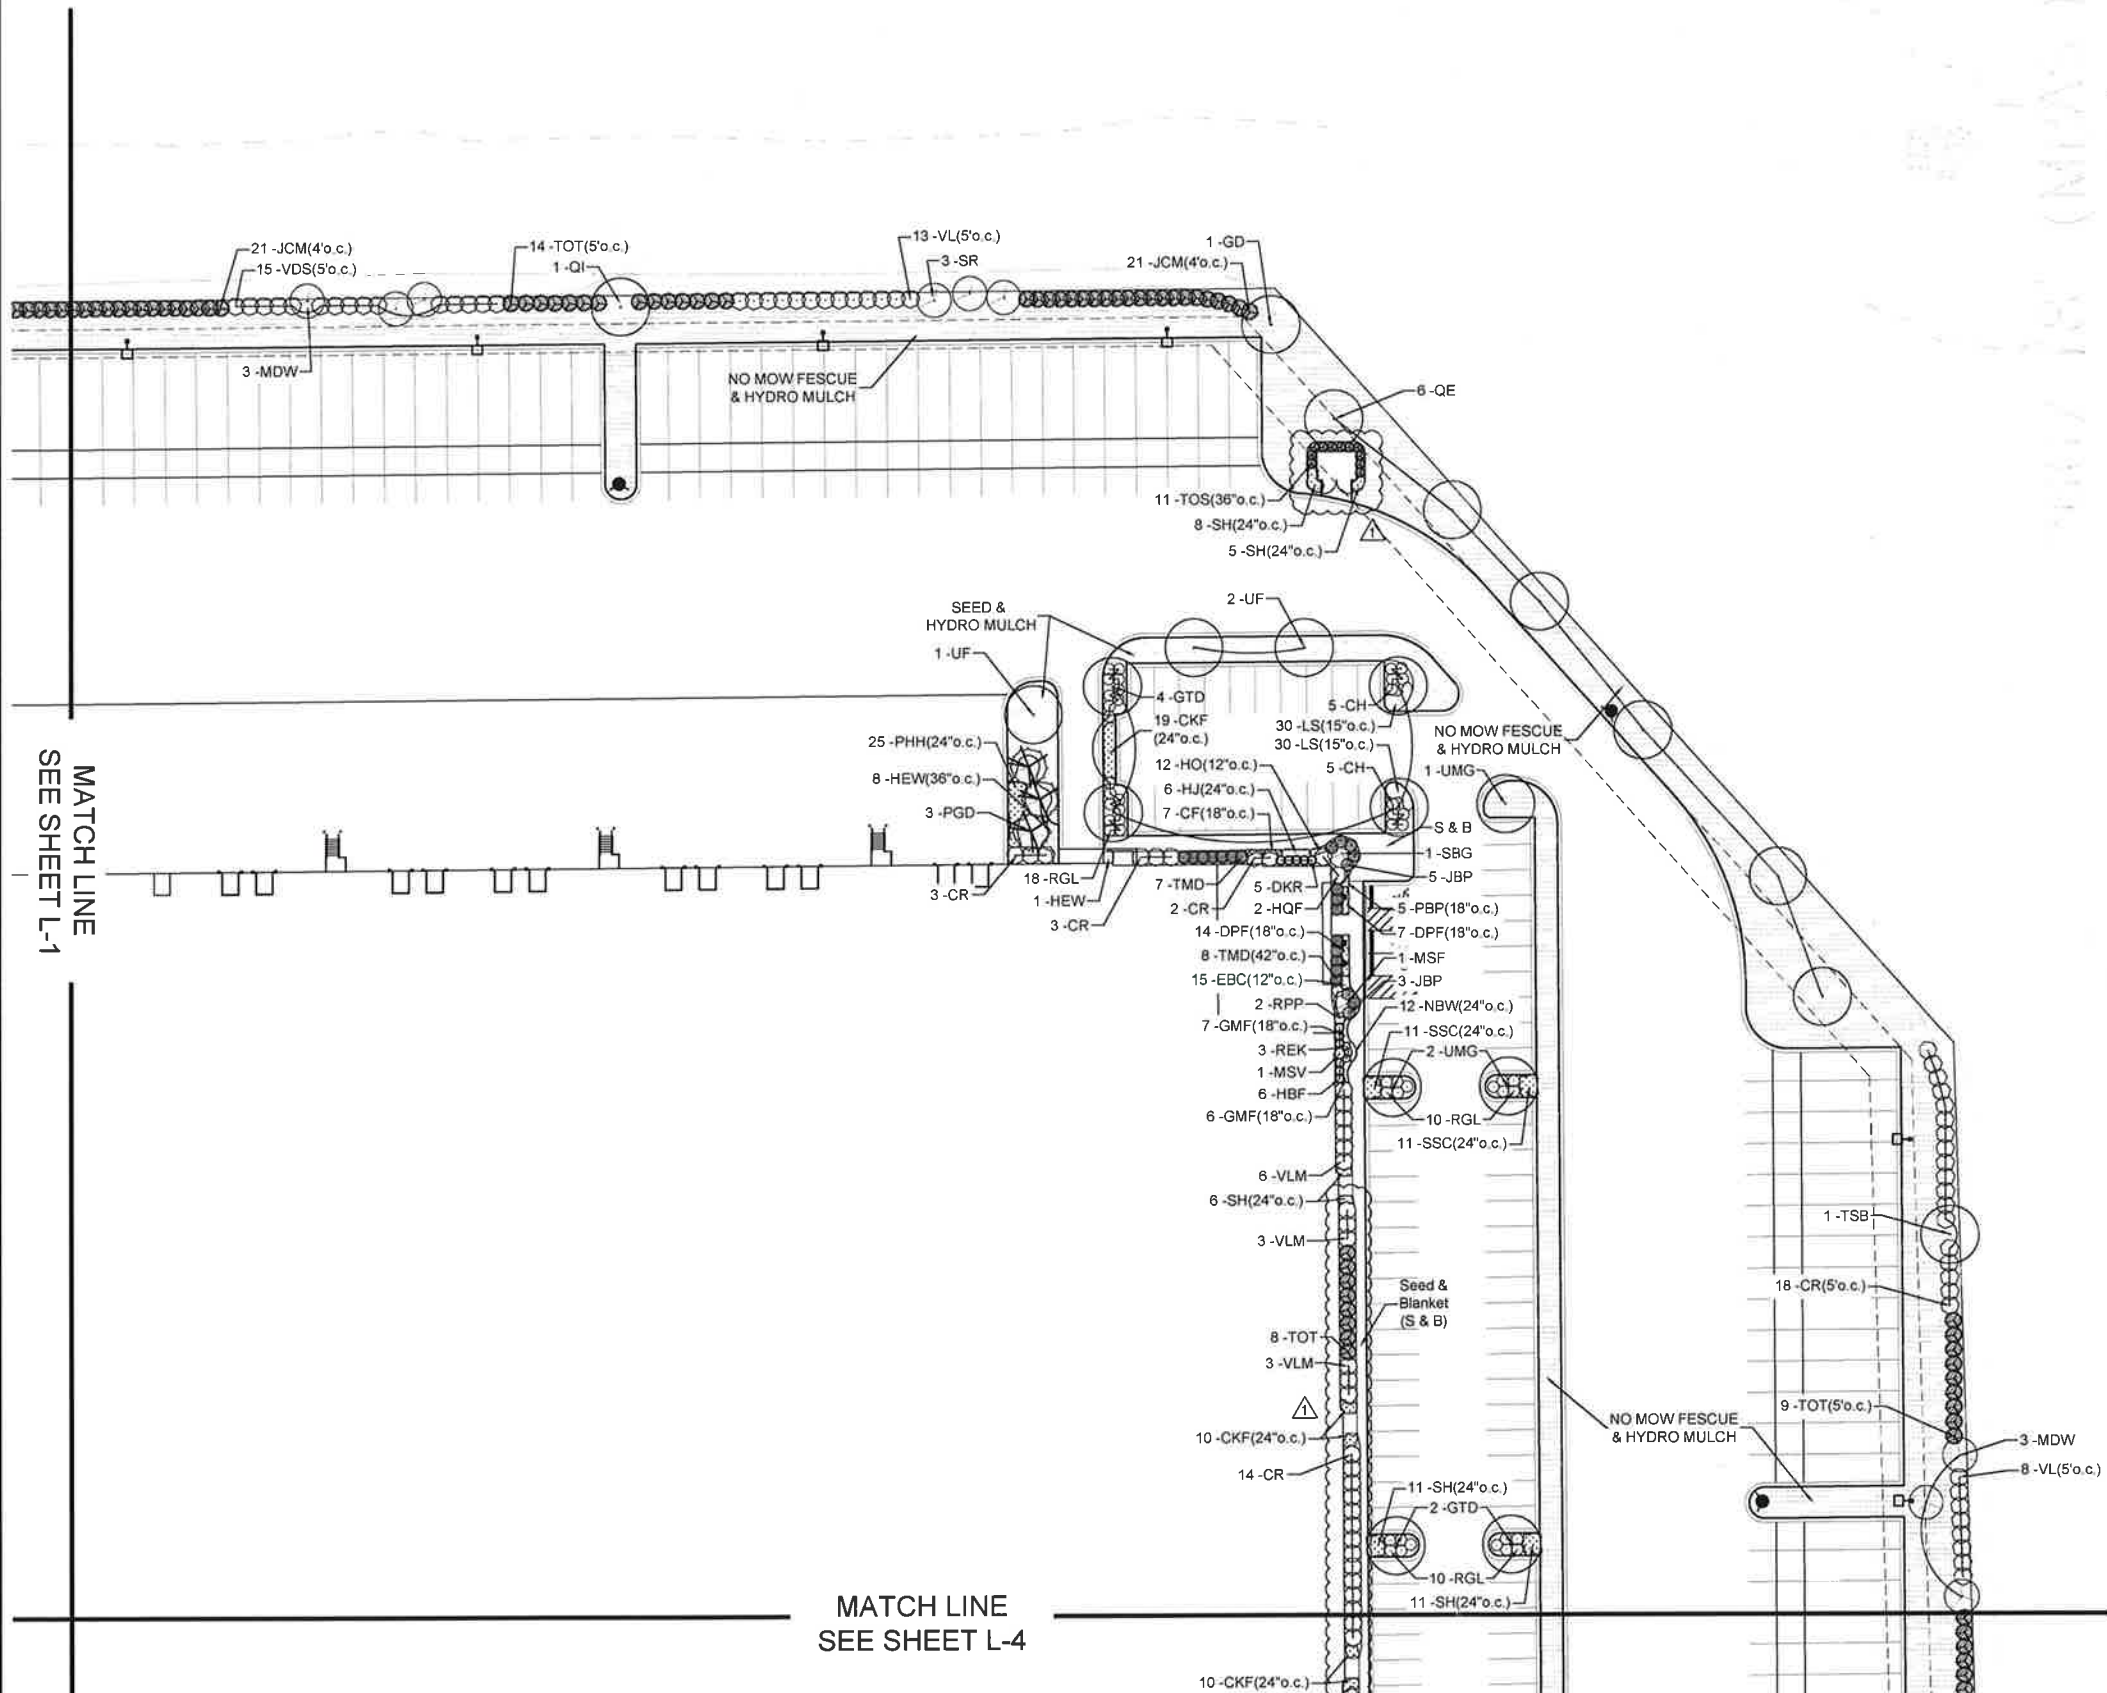 21 -JCM(4'o.c.)
15 -VDS(5'o.c.)
14 -TOT(5'o.c.)
1 -QI
13 -VL(5'o.c.)
3 -SR
1 -GD
21 -JCM(4'o.c.)
3 -MDW
NO MOW FESCUE
& HYDRO MULCH
6 -QE
11 -TOS(36"o.c.)
8 -SH(24"o.c.)
5 -SH(24"o.c.)
1
SEED &
HYDRO MULCH
2 -UF
1 -UF
4 -GTD
19 -CKF
(24"o.c.)
5 -CH
30 -LS(15"o.c.)
30 -LS(15"o.c.)
5 -CH
NO MOW FESCUE
& HYDRO MULCH
1 -UMG
25 -PHH(24"o.c.)
8 -HEW(36"o.c.)
3 -PGD
12 -HO(12"o.c.)
6 -HJ(24"o.c.)
7 -CF(18"o.c.)
S & B
1 -SBG
5 -JBP
MATCH LINE
SEE SHEET L-1
3 -CR
18 -RGL
1 -HEW
3 -CR
7 -TMD
2 -CR
5 -DKR
2 -HQF
5 -PBP(18"o.c.)
14 -DPF(18"o.c.)
7 -DPF(18"o.c.)
8 -TMD(42"o.c.)
1 -MSF
15 -EBC(12"o.c.)
3 -JBP
2 -RPP
12 -NBW(24"o.c.)
7 -GMF(18"o.c.)
11 -SSC(24"o.c.)
3 -REK
2 -UMG
1 -MSV
6 -HBF
6 -GMF(18"o.c.)
10 -RGL
11 -SSC(24"o.c.)
6 -VLM
6 -SH(24"o.c.)
3 -VLM
1 -TSB
18 -CR(5'o.c.)
Seed &
Blanket
(S & B)
8 -TOT
3 -VLM
1
9 -TOT(5'o.c.)
NO MOW FESCUE
& HYDRO MULCH
10 -CKF(24"o.c.)
3 -MDW
14 -CR
8 -VL(5'o.c.)
11 -SH(24"o.c.)
2 -GTD
10 -RGL
11 -SH(24"o.c.)
MATCH LINE
SEE SHEET L-4
10 -CKF(24"o.c.)